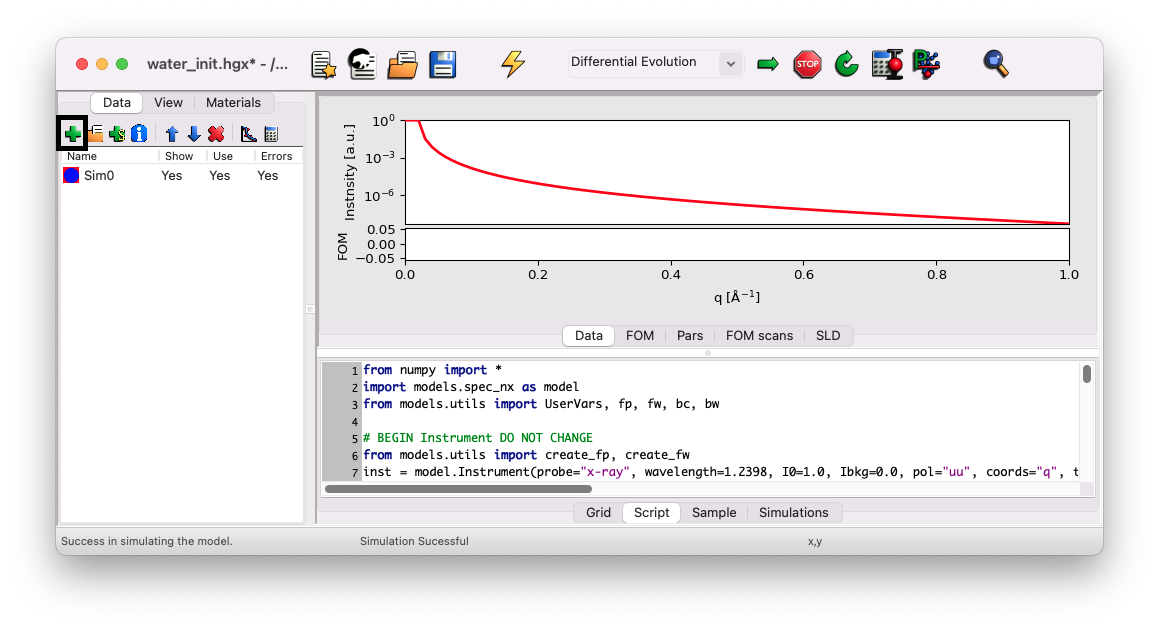 water_init.hgx* - /...
STOP
Differential Evolution
Data View Materials
Name Show Use Errors
Sim0 Yes Yes Yes
Instnsity [a.u.]
10⁰
10⁻³
10⁻⁶
FOM
0.05
0.00
−0.05
0.0 0.2 0.4 0.6 0.8 1.0
q [Å⁻¹]
Data FOM Pars FOM scans SLD
1 from numpy import *
2 import models.spec_nx as model
3 from models.utils import UserVars, fp, fw, bc, bw
4
5 # BEGIN Instrument DO NOT CHANGE
6 from models.utils import create_fp, create_fw
7 inst = model.Instrument(probe="x-ray", wavelength=1.2398, I0=1.0, Ibkg=0.0, pol="uu", coords="q", t
Grid Script Sample Simulations
Success in simulating the model. Simulation Sucessful x,y